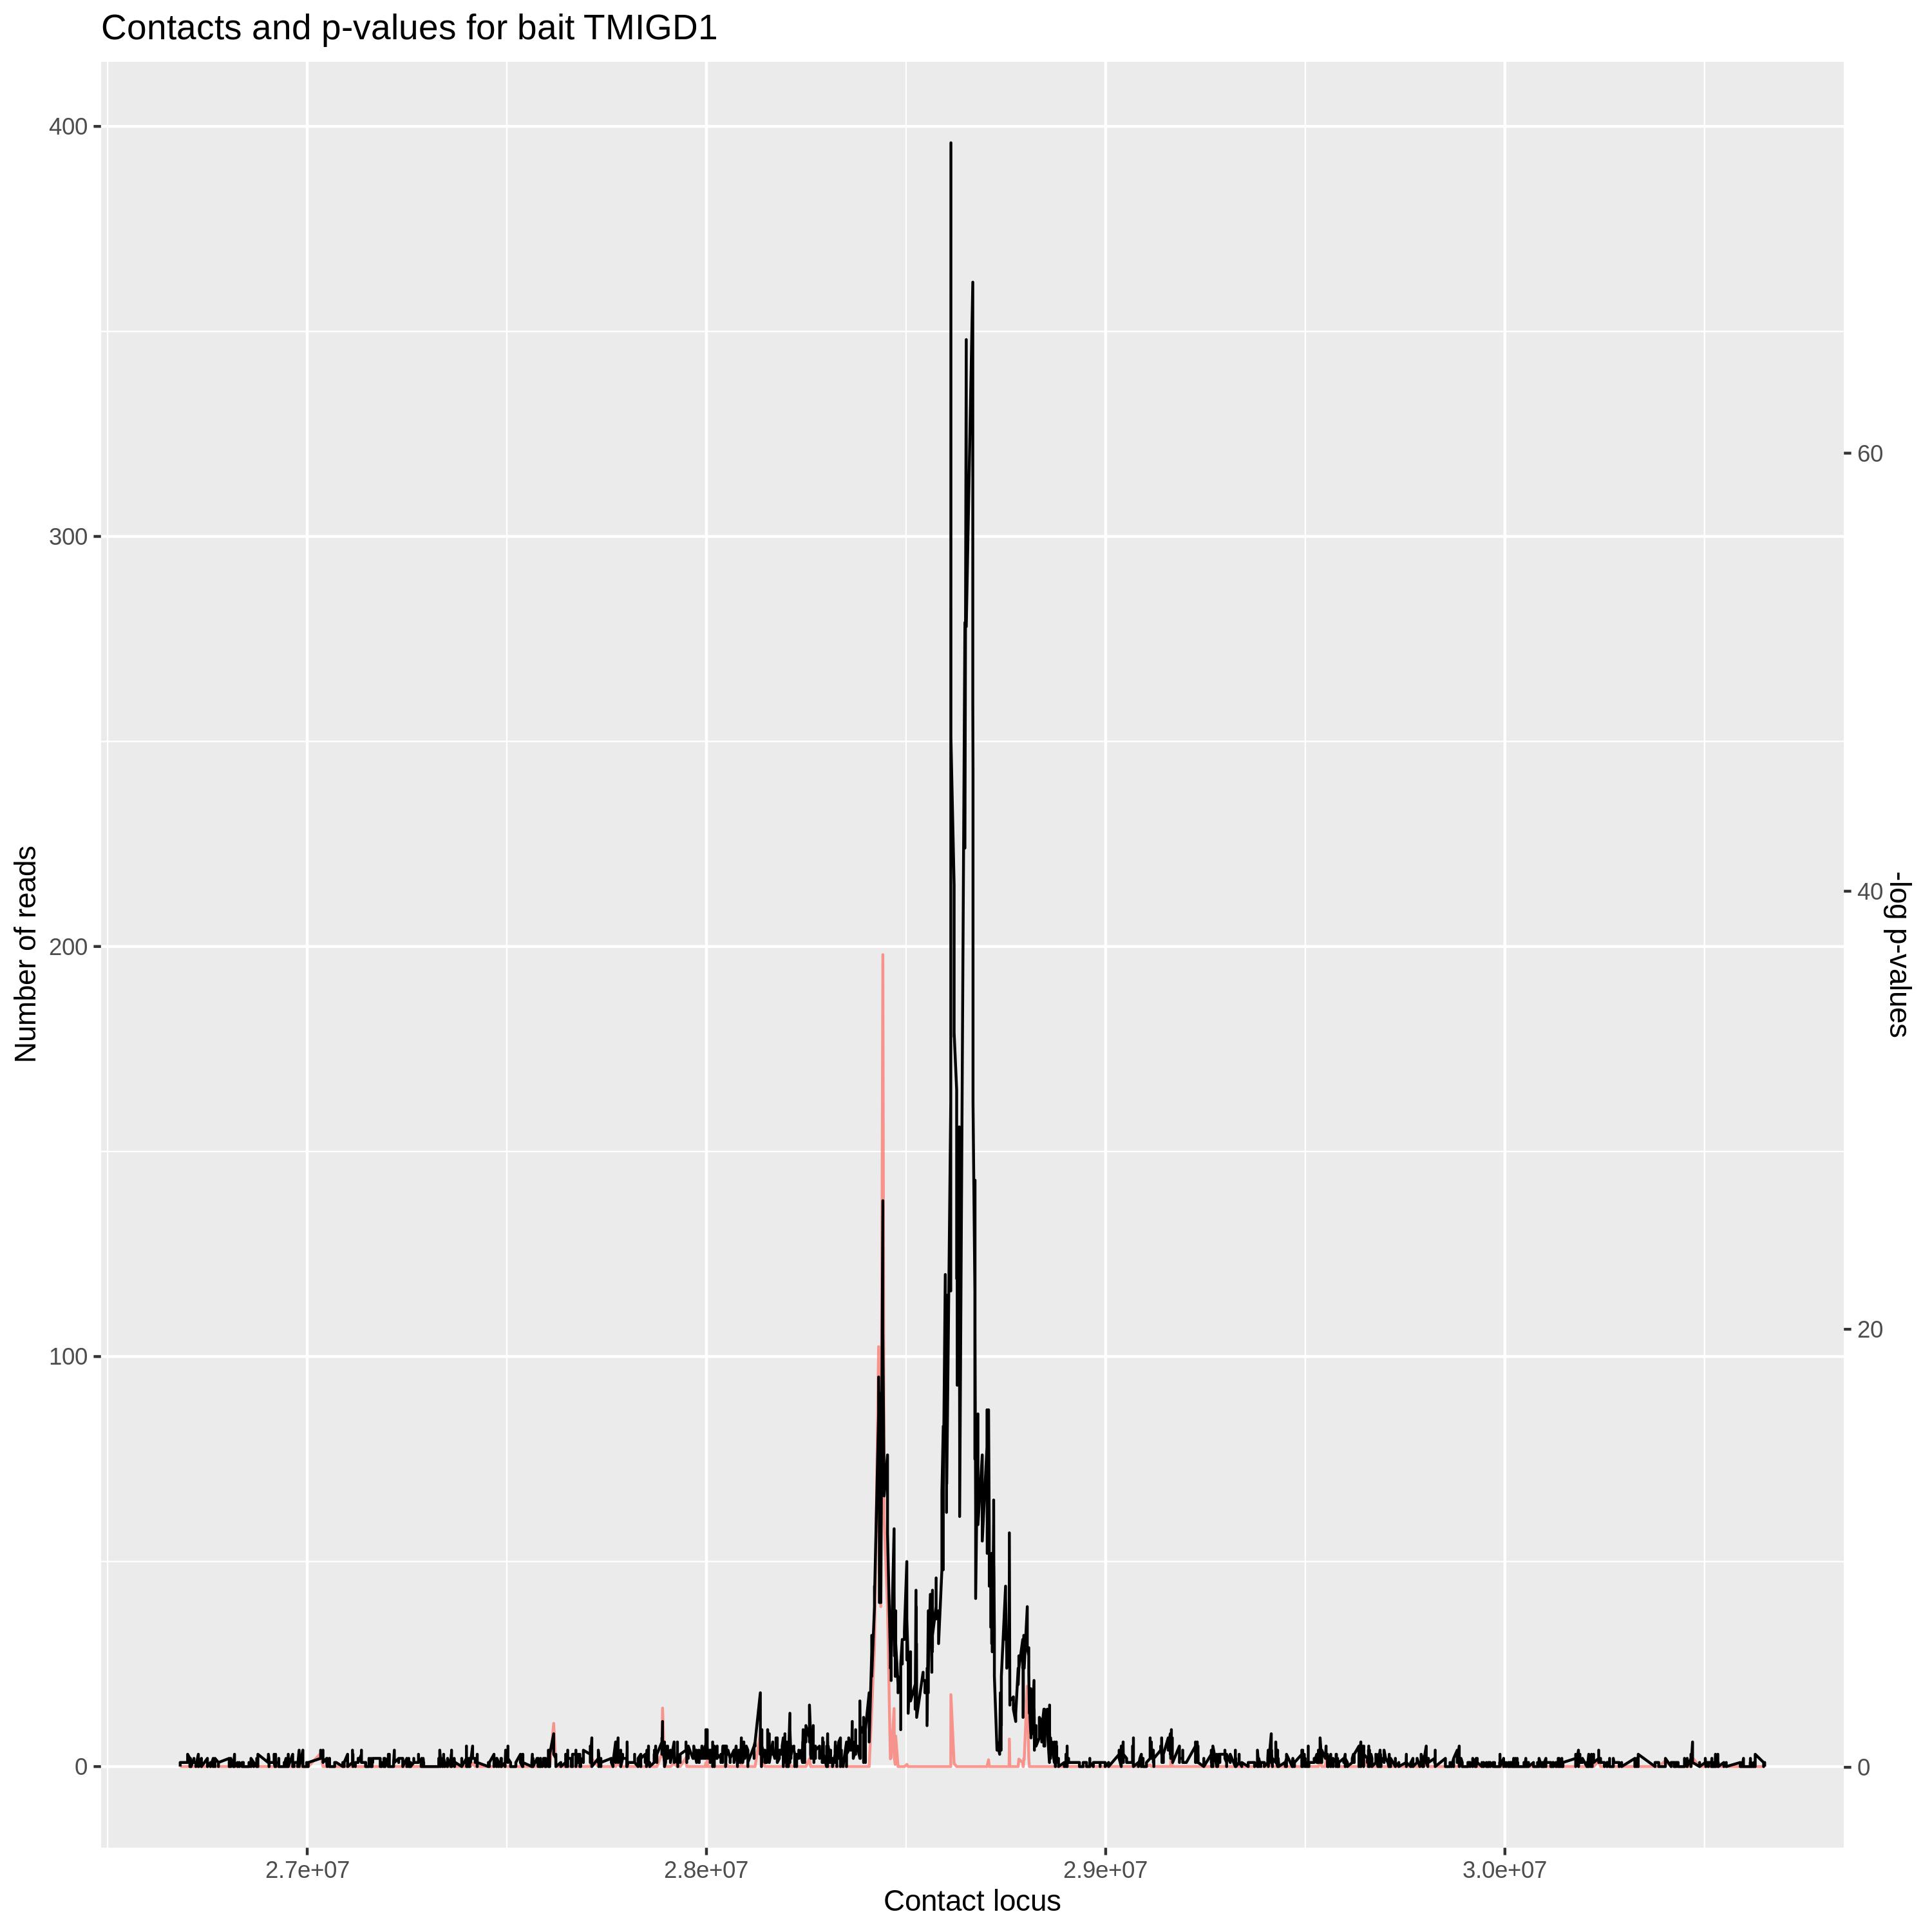 Contacts and p-values for bait TMIGD1
400
300
200
100
0
Number of reads
60
40
20
0
-log p-values
2.7e+07
2.8e+07
2.9e+07
3.0e+07
Contact locus